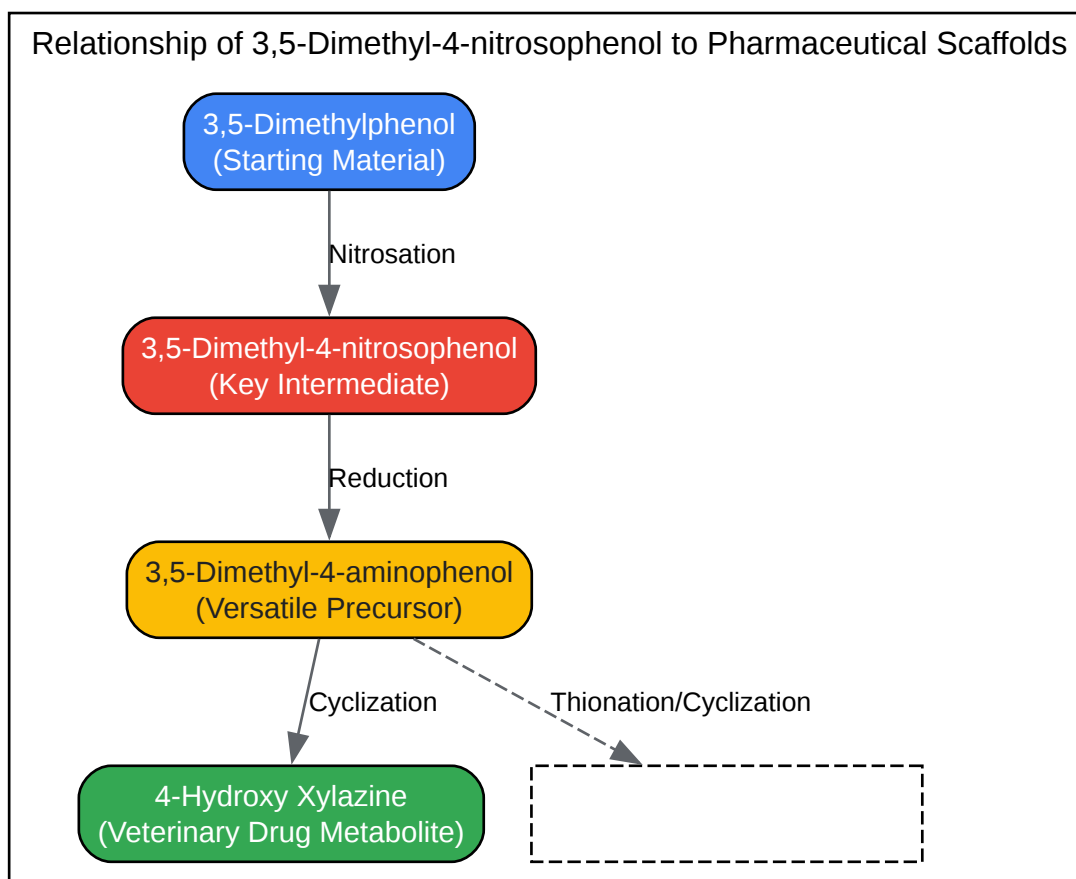 Relationship of 3,5-Dimethyl-4-nitrosophenol to Pharmaceutical Scaffolds
3,5-Dimethylphenol
(Starting Material)
Nitrosation
3,5-Dimethyl-4-nitrosophenol
(Key Intermediate)
Reduction
3,5-Dimethyl-4-aminophenol
(Versatile Precursor)
Cyclization
Thionation/Cyclization
4-Hydroxy Xylazine
(Veterinary Drug Metabolite)